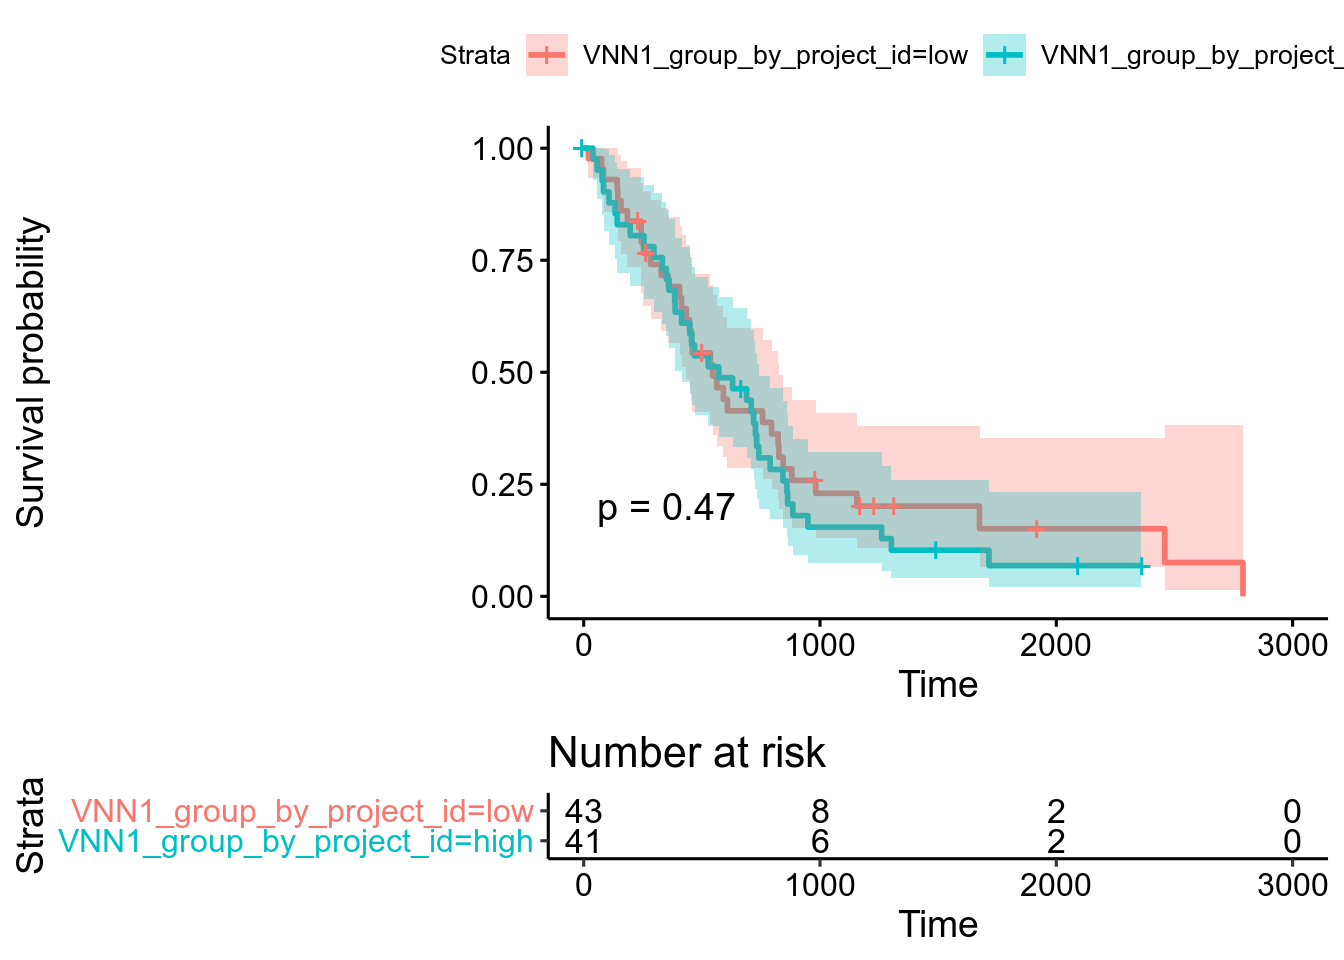 Strata VNN1_group_by_project_id=low VNN1_group_by_project_
Survival probability
1.00
0.75
0.50
0.25
0.00
p = 0.47
0 1000 2000 3000
Time
Number at risk
Strata
VNN1_group_by_project_id=low 43 8 2 0
VNN1_group_by_project_id=high 41 6 2 0
0 1000 2000 3000
Time